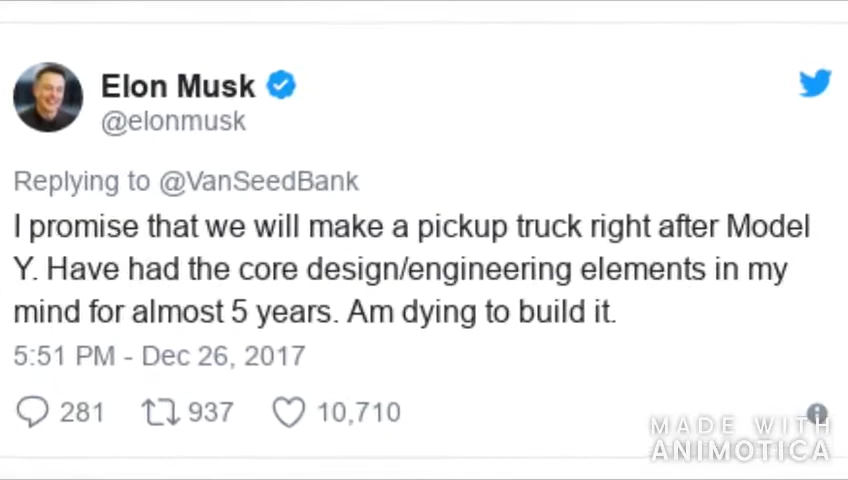 Elon Musk
@elonmusk
Replying to @VanSeedBank
I promise that we will make a pickup truck right after Model
Y. Have had the core design/engineering elements in my
mind for almost 5 years. Am dying to build it.
5:51 PM - Dec 26, 2017
281 937 10,710
MADE WITH
ANIMOTICA